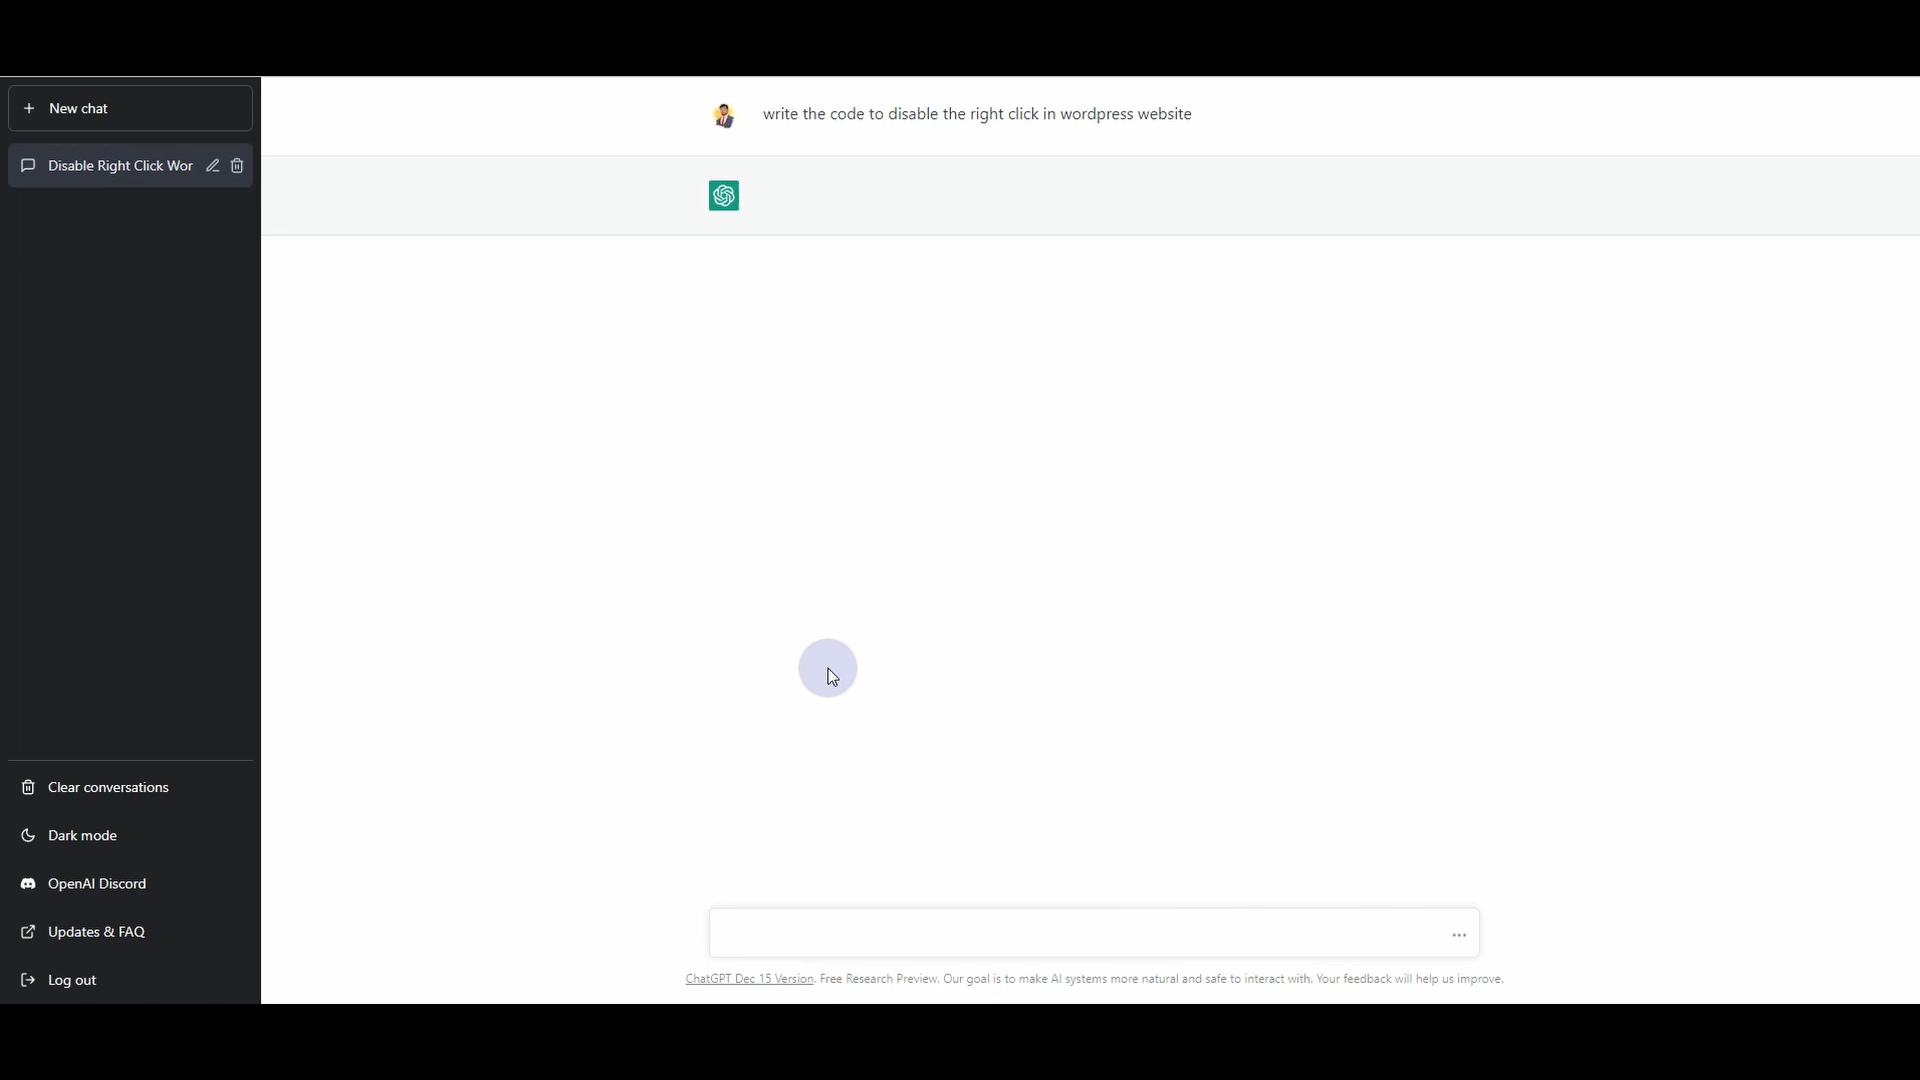 New chat
Disable Right Click Wor
Clear conversations
Dark mode
OpenAI Discord
Updates & FAQ
Log out
write the code to disable the right click in wordpress website
ChatGPT Dec 15 Version. Free Research Preview. Our goal is to make AI systems more natural and safe to interact with. Your feedback will help us improve.